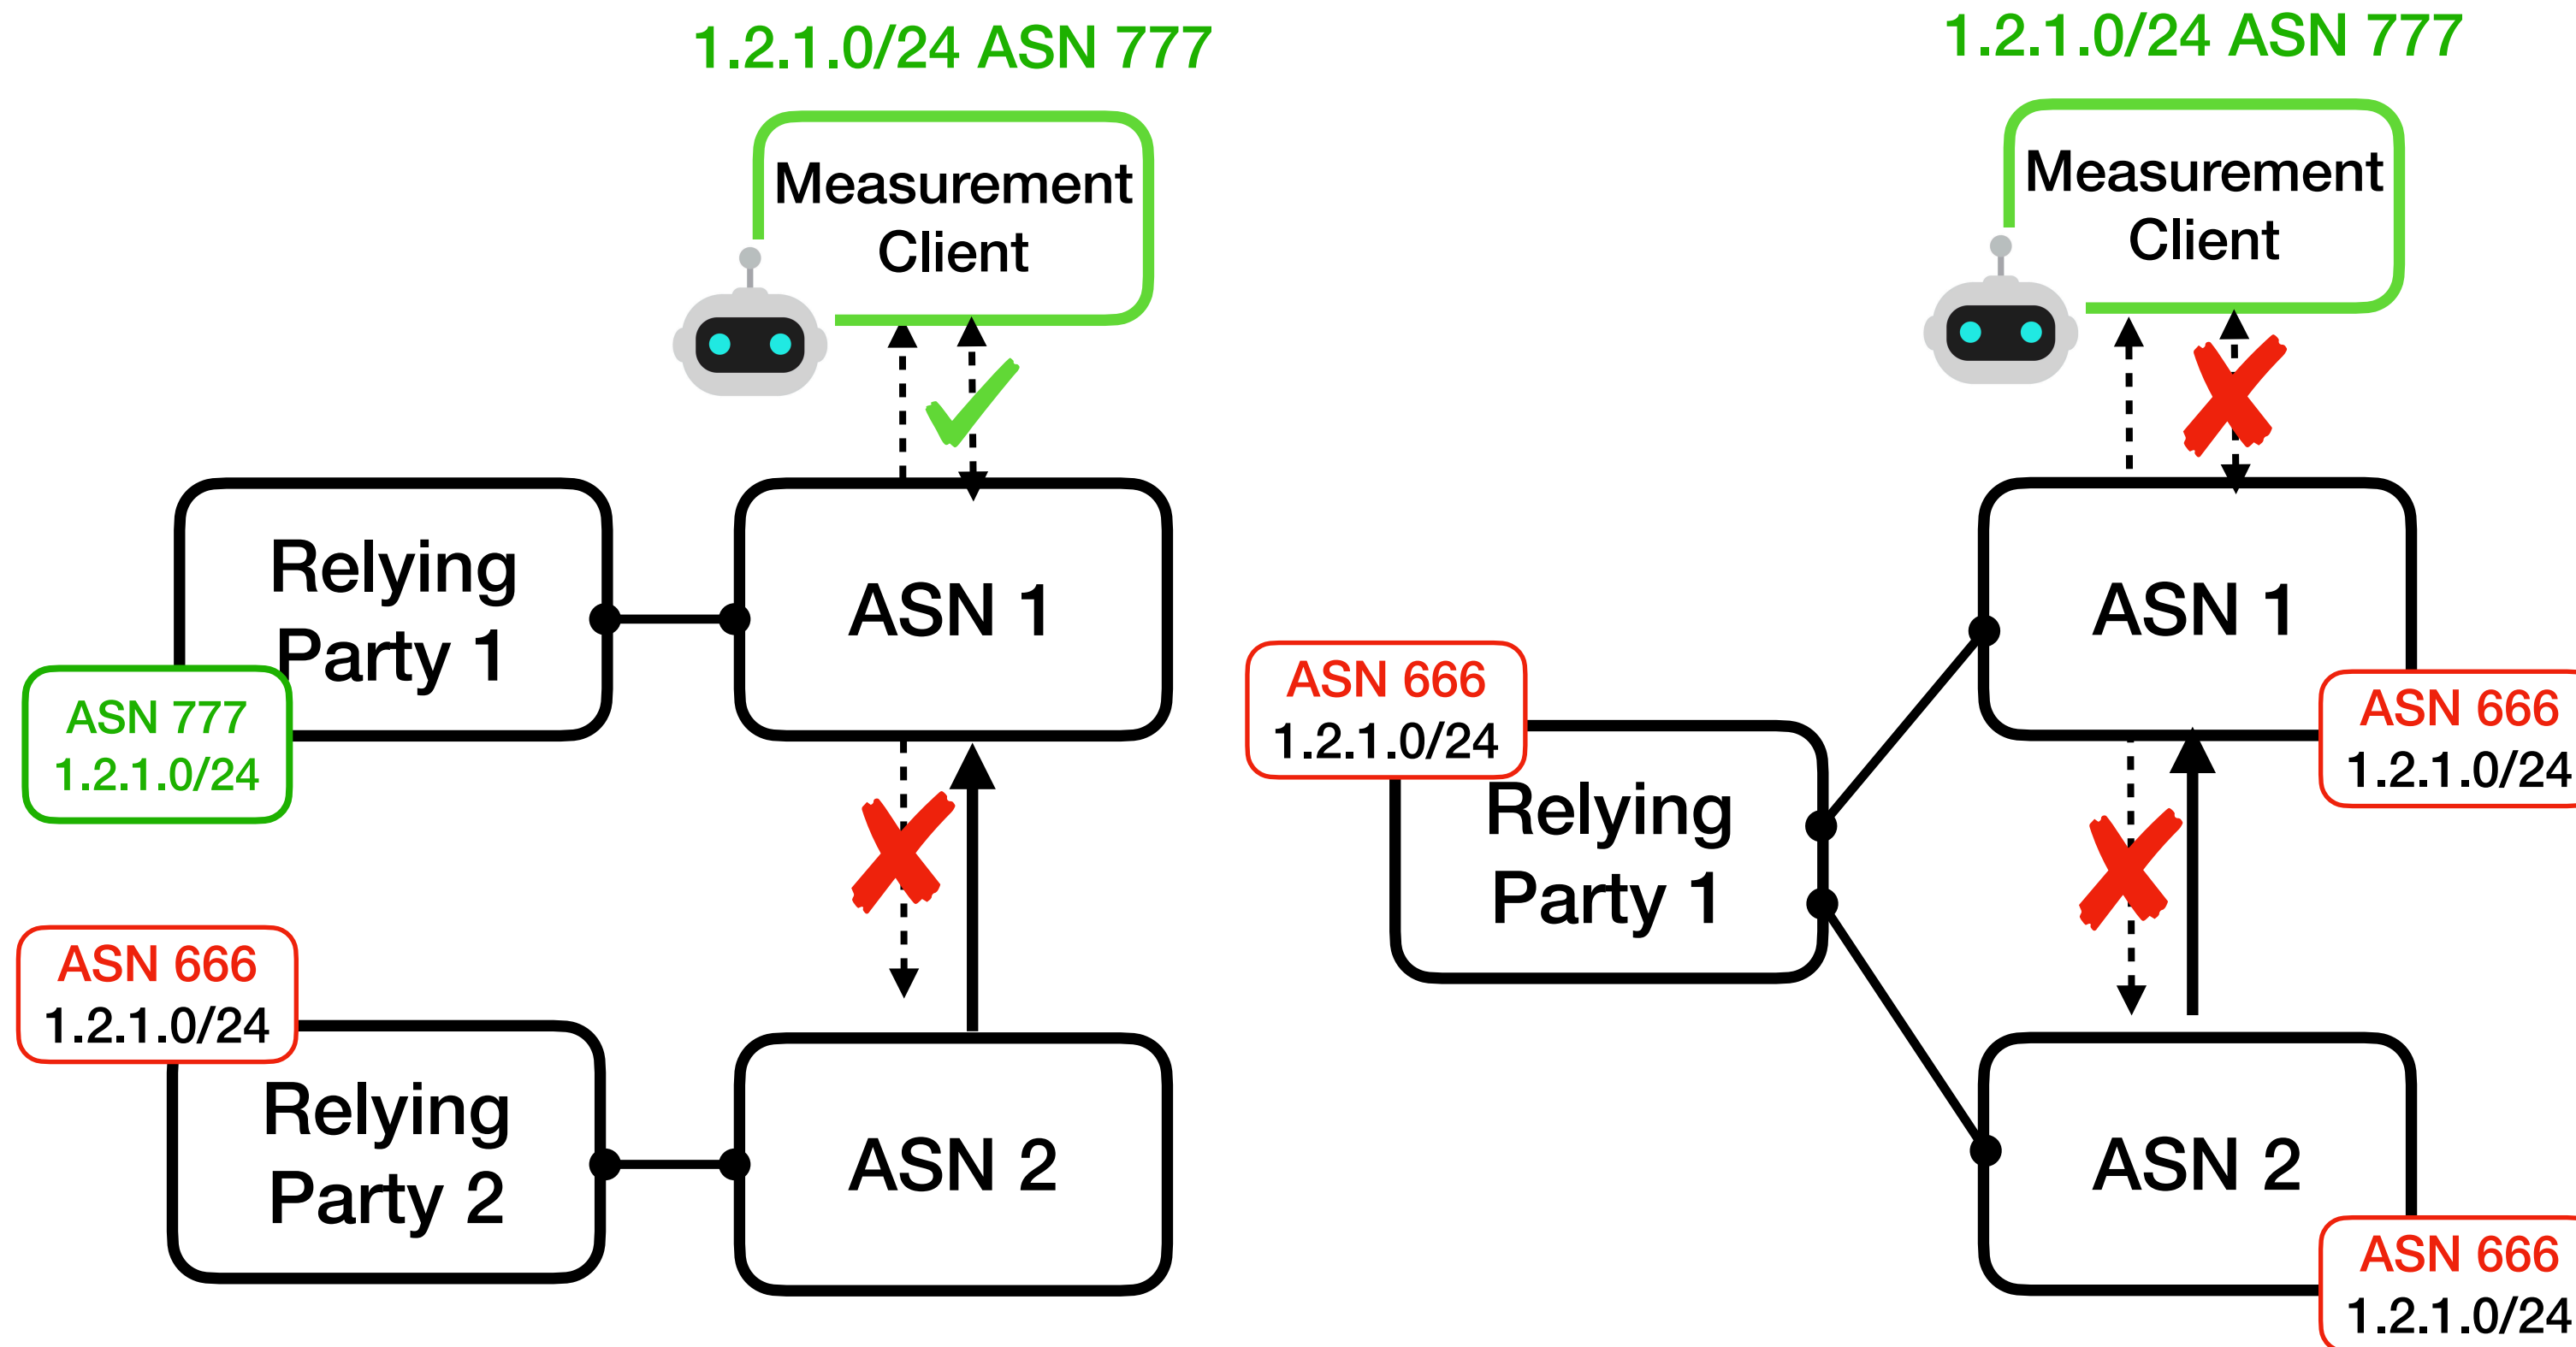 1.2.1.0/24 ASN 777
Measurement
Client
Relying
Party 1
ASN 777
1.2.1.0/24
ASN 1
ASN 666
1.2.1.0/24
Relying
Party 2
ASN 2
1.2.1.0/24 ASN 777
Measurement
Client
ASN 1
ASN 666
1.2.1.0/24
ASN 666
1.2.1.0/24
Relying
Party 1
ASN 2
ASN 666
1.2.1.0/24